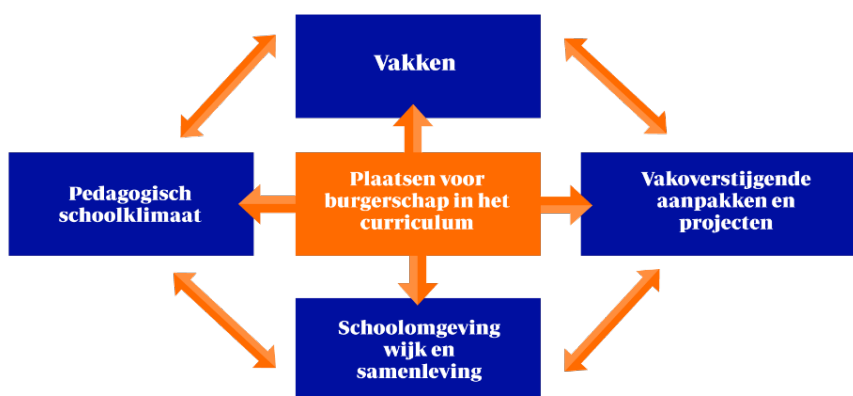 Vakken
Pedagogisch
schoolklimaat
Plaatsen voor
burgerschap in het
curriculum
Vakoverstijgende
aanpakken en
projecten
Schoolomgeving
wijk en
samenleving